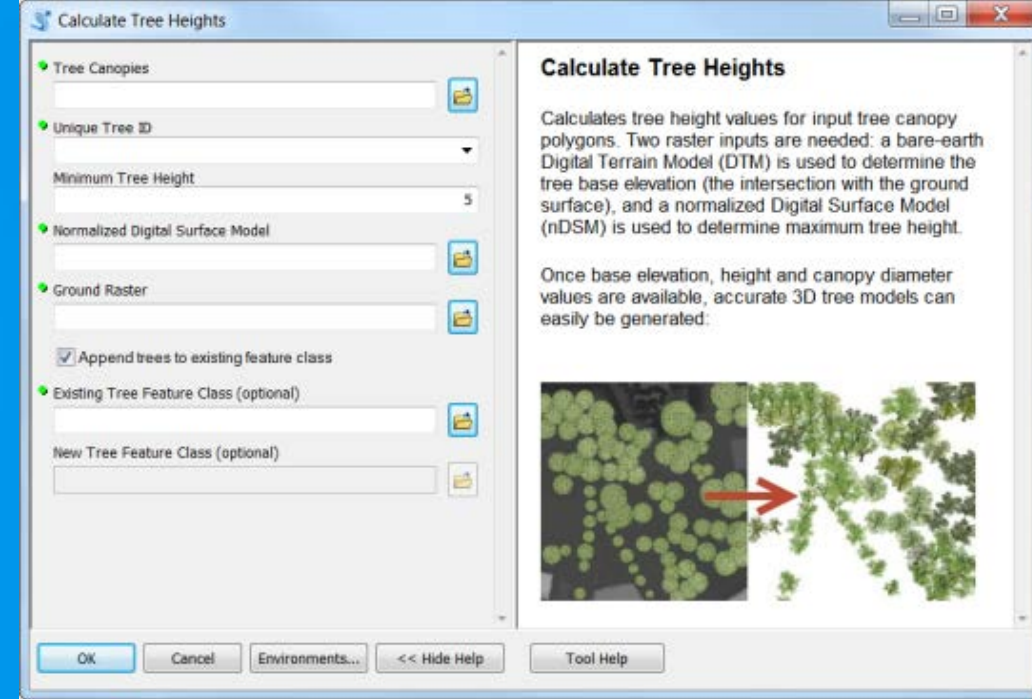 Calculate Tree Heights
Tree Canopies
Unique Tree ID
Minimum Tree Height
5
Normalized Digital Surface Model
Ground Raster
Append trees to existing feature class
Existing Tree Feature Class (optional)
New Tree Feature Class (optional)
Calculate Tree Heights
Calculates tree height values for input tree canopy
polygons. Two raster inputs are needed: a bare-earth
Digital Terrain Model (DTM) is used to determine the
tree base elevation (the intersection with the ground
surface), and a normalized Digital Surface Model
(nDSM) is used to determine maximum tree height.
Once base elevation, height and canopy diameter
values are available, accurate 3D tree models can
easily be generated:
OK
Cancel
Environments...
<< Hide Help
Tool Help